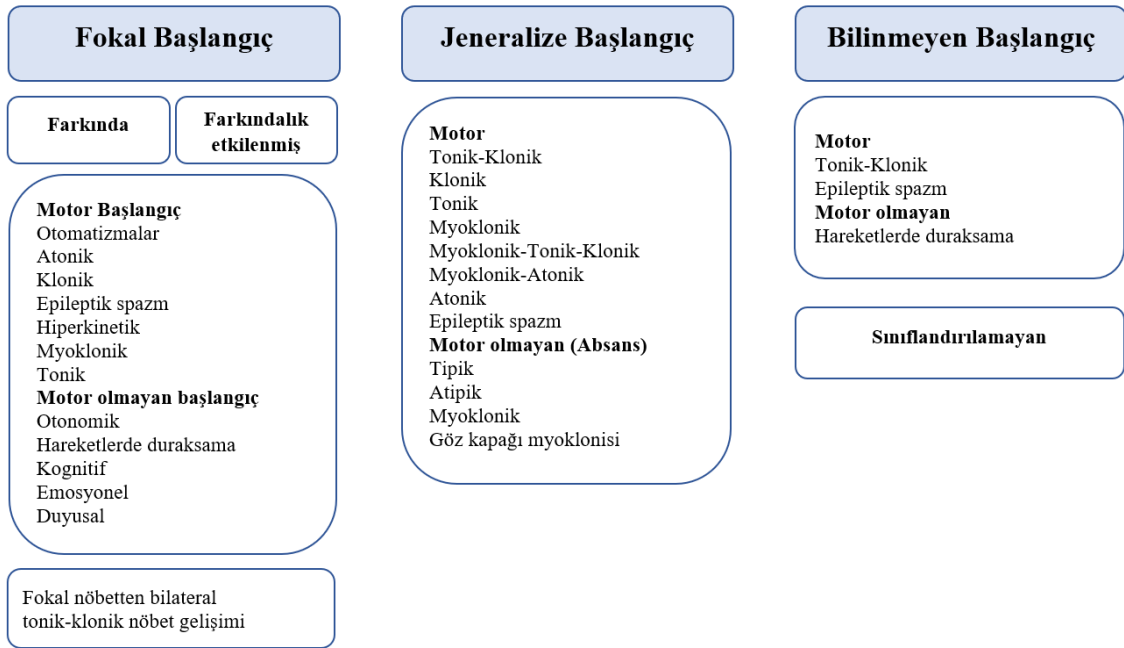 Fokal Başlangıç
Farkında
Farkındalık
etkilenmiş
Motor Başlangıç
Otomatizmalar
Atonik
Klonik
Epileptik spazm
Hiperkinetik
Myoklonik
Tonik
Motor olmayan başlangıç
Otonomik
Hareketlerde duraksama
Kognitif
Emosyonel
Duyusal
Fokal nöbetten bilateral
tonik-klonik nöbet gelişimi
Jeneralize Başlangıç
Motor
Tonik-Klonik
Klonik
Tonik
Myoklonik
Myoklonik-Tonik-Klonik
Myoklonik-Atonik
Atonik
Epileptik spazm
Motor olmayan (Absans)
Tipik
Atipik
Myoklonik
Göz kapağı myoklonisi
Bilinmeyen Başlangıç
Motor
Tonik-Klonik
Epileptik spazm
Motor olmayan
Hareketlerde duraksama
Sınıflandırılamayan